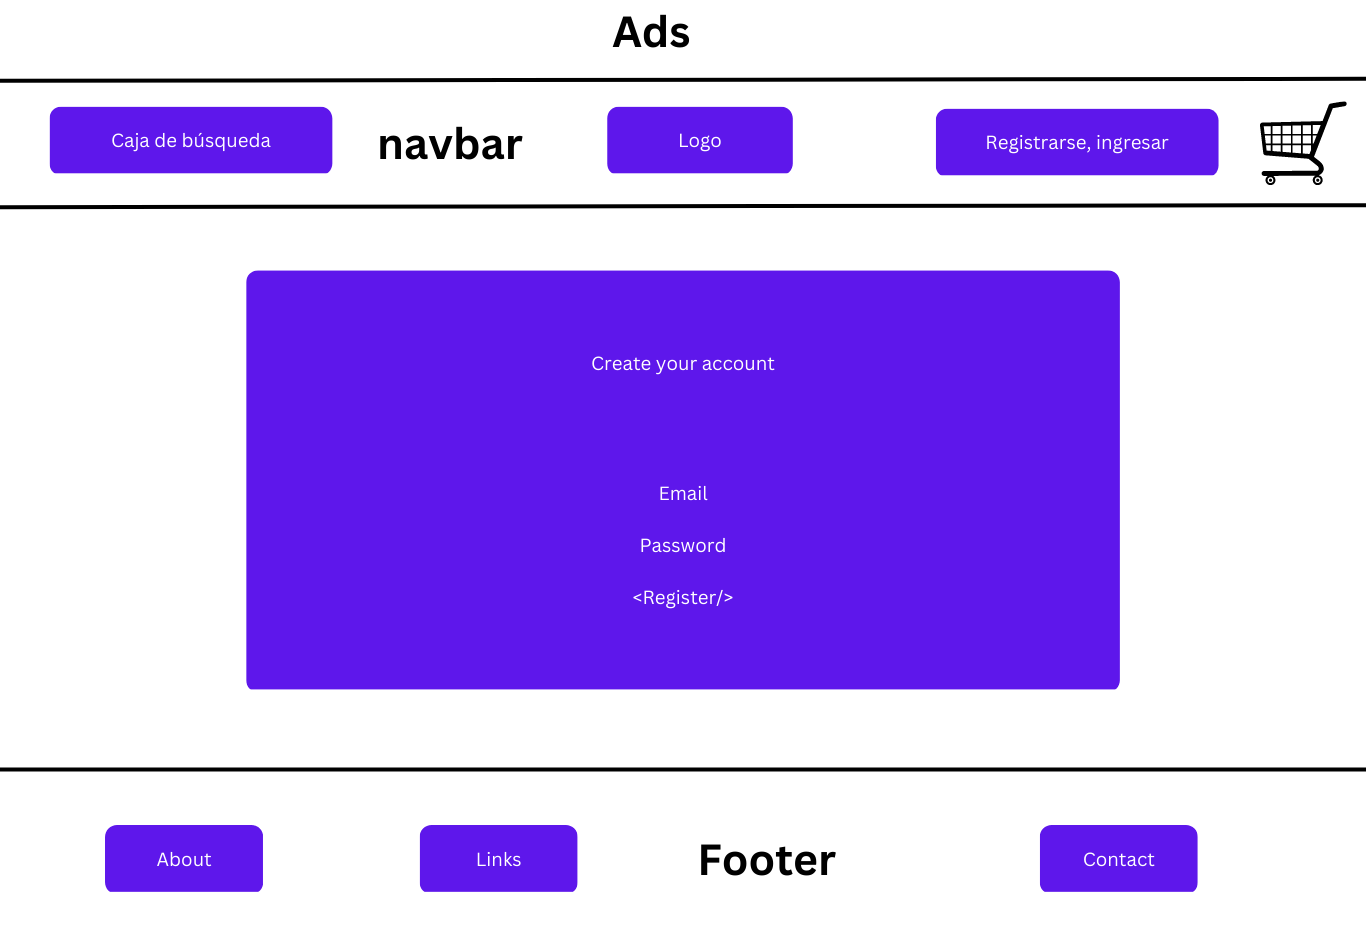 Ads
Caja de búsqueda
navbar
Logo
Registrarse, ingresar
Create your account
Email
Password
<Register/>
About
Links
Footer
Contact